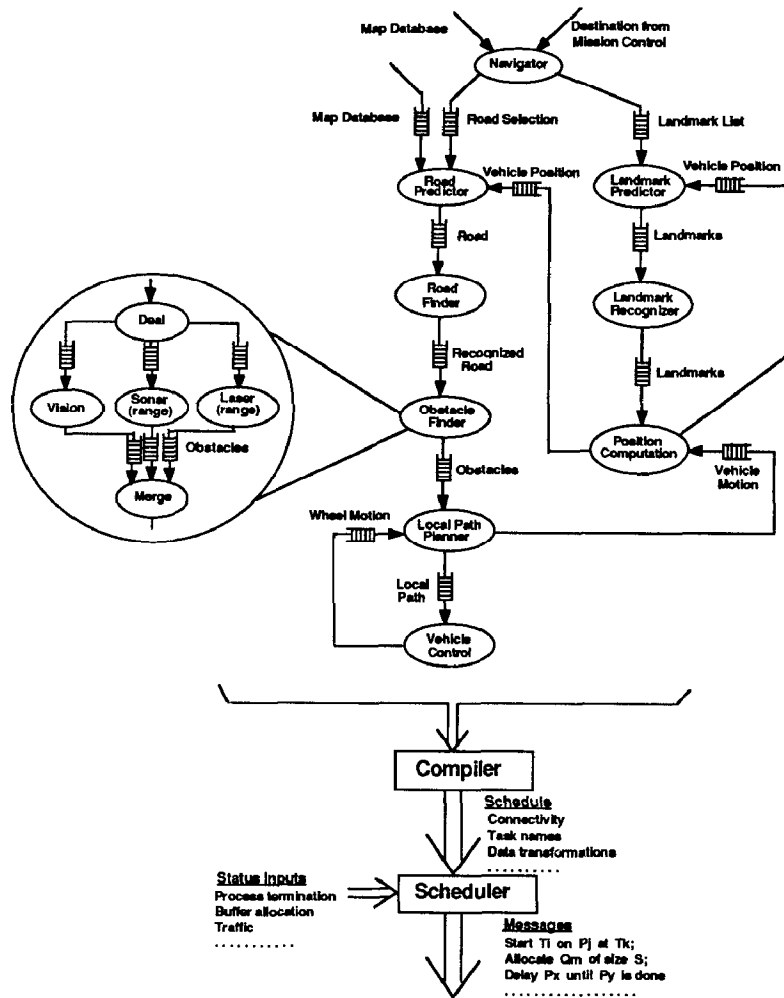 Map Database
Destination from
Mission Control
Navigator
Map Database
Road Selection
Landmark List
Vehicle Position
Vehicle Position
Road
Predictor
Landmark
Predictor
Road
Landmarks
Road
Finder
Landmark
Recognizer
Deal
Recognized
Road
Landmarks
Vision
Sonar
(range)
Laser
(range)
Obstacle
Finder
Position
Computation
Obstacles
Obstacles
Vehicle
Motion
Merge
Wheel Motion
Local Path
Planner
Local
Path
Vehicle
Control
Compiler
Schedule
Connectivity
Task names
Data transformations
. . . . . . . . . .
Status Inputs
Process termination
Buffer allocation
Traffic
. . . . . . . . . . .
Scheduler
Messages
Start Ti on Pj at Tk;
Allocate Qm of size S;
Delay Px until Py is done
. . . . . . . . . . . . . . . . . .